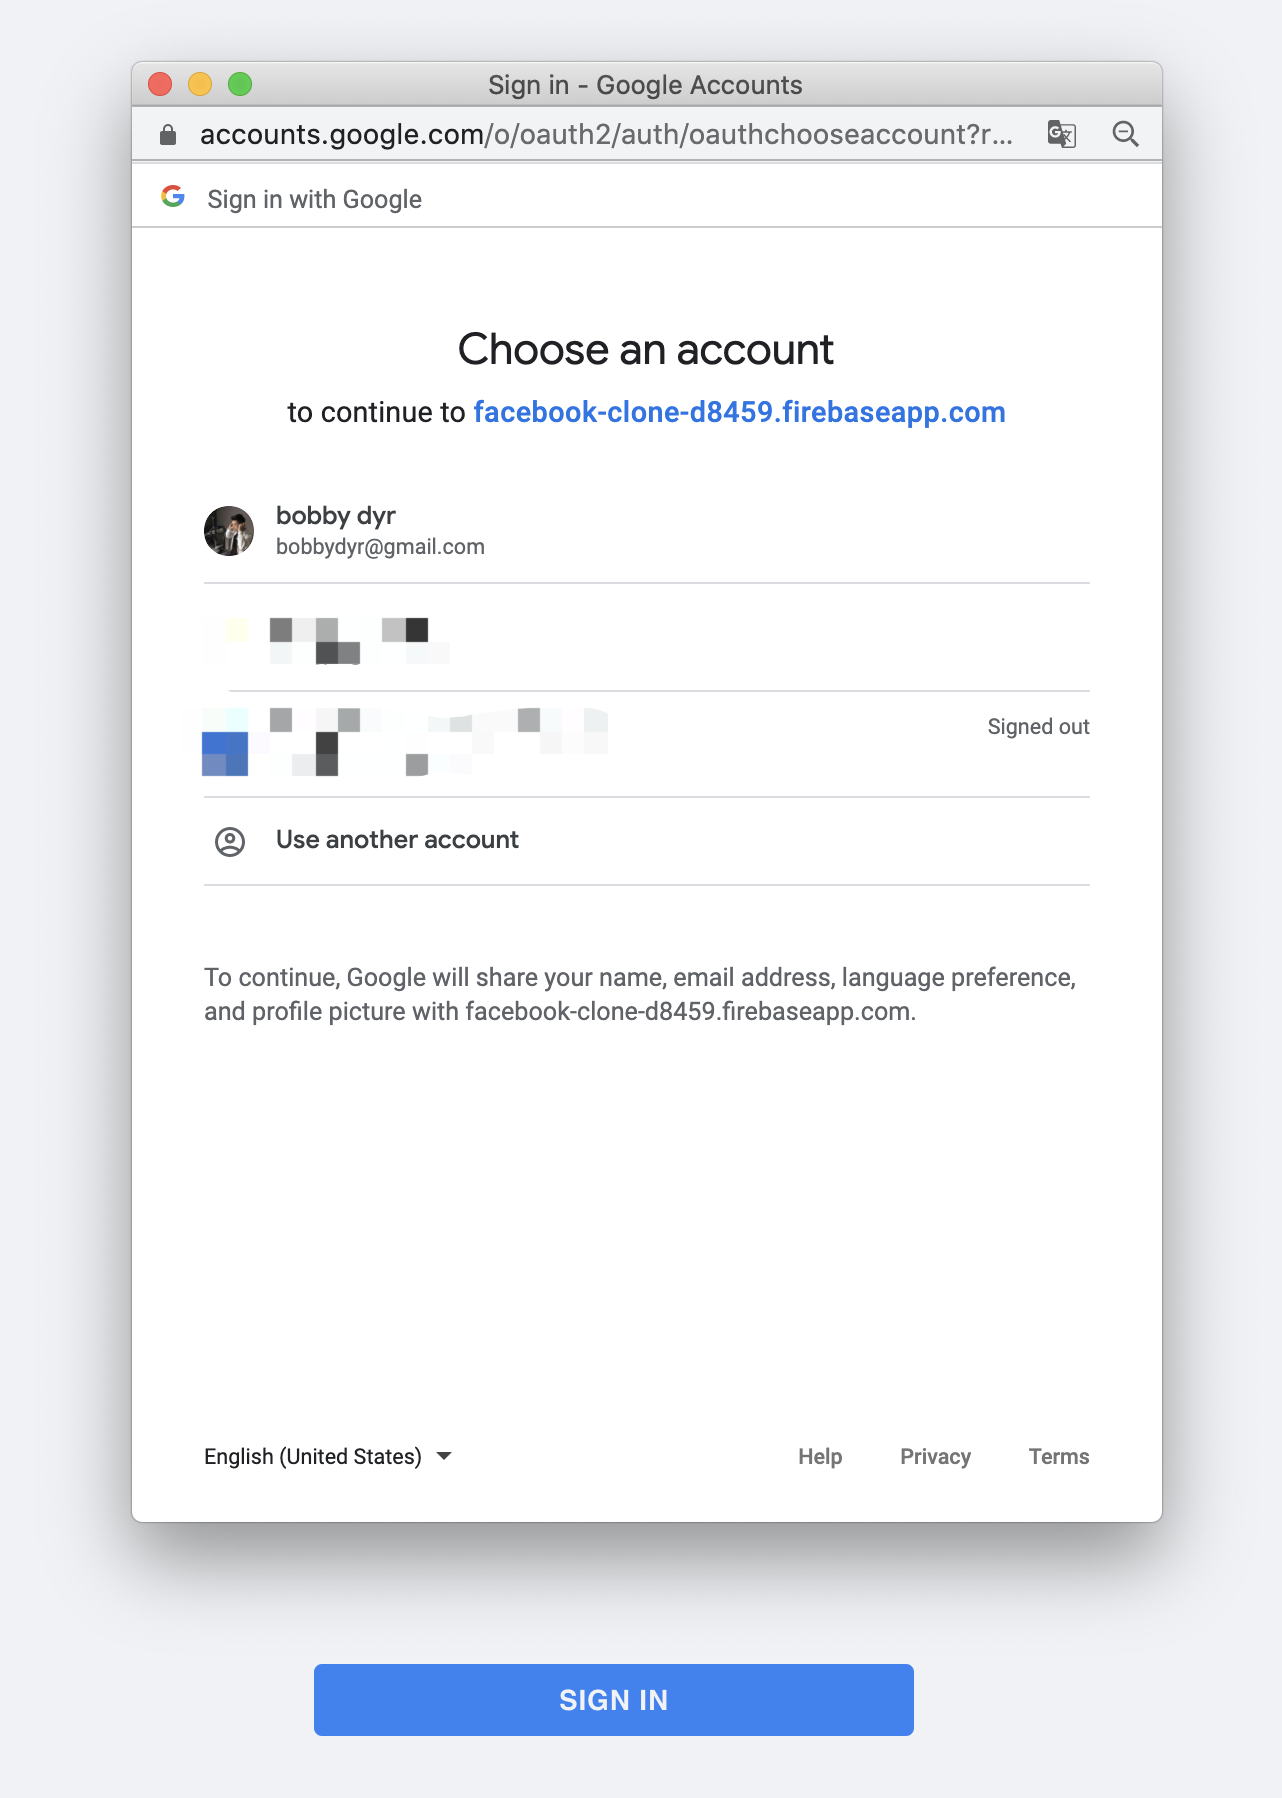 Sign in - Google Accounts
accounts.google.com/o/oauth2/auth/oauthchooseaccount?r...
Sign in with Google
Choose an account
to continue to facebook-clone-d8459.firebaseapp.com
bobby dyr
bobbydyr@gmail.com
Signed out
Use another account
To continue, Google will share your name, email address, language preference,
and profile picture with facebook-clone-d8459.firebaseapp.com.
English (United States) Help Privacy Terms
SIGN IN